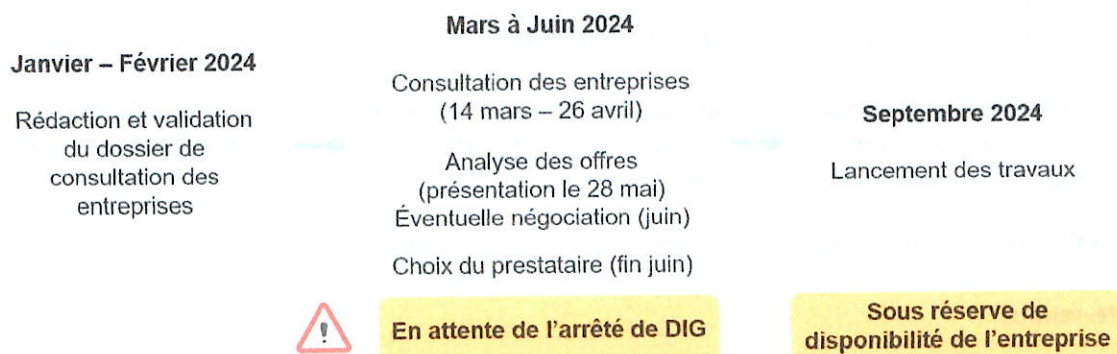 Janvier – Février 2024
Rédaction et validation
du dossier de
consultation des
entreprises
Mars à Juin 2024
Consultation des entreprises
(14 mars – 26 avril)
Analyse des offres
(présentation le 28 mai)
Éventuelle négociation (juin)
Choix du prestataire (fin juin)
!
En attente de l'arrêté de DIG
Septembre 2024
Lancement des travaux
Sous réserve de
disponibilité de l'entreprise